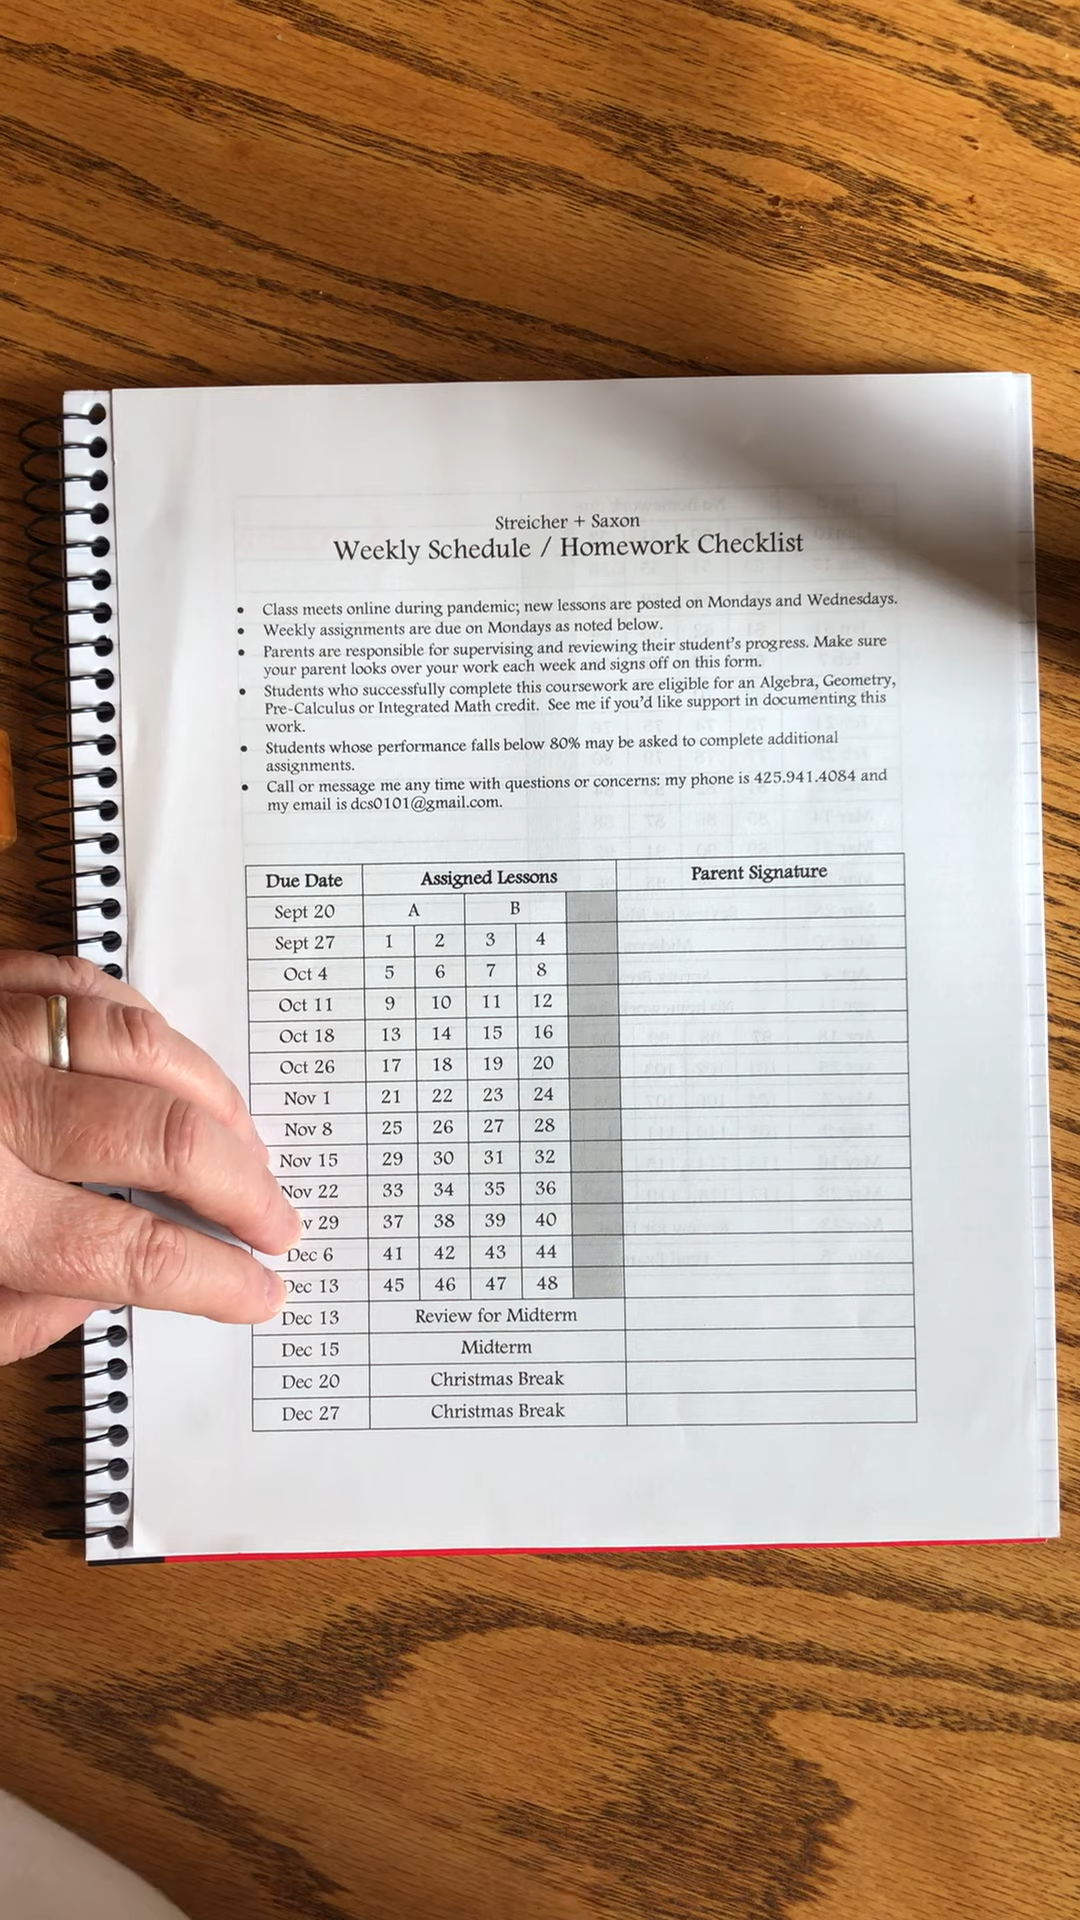 Streicher + Saxon
Weekly Schedule / Homework Checklist
• Class meets online during pandemic; new lessons are posted on Mondays and Wednesdays.
• Weekly assignments are due on Mondays as noted below.
• Parents are responsible for supervising and reviewing their student's progress. Make sure
your parent looks over your work each week and signs off on this form.
• Students who successfully complete this coursework are eligible for an Algebra, Geometry,
Pre-Calculus or Integrated Math credit. See me if you'd like support in documenting this
work.
• Students whose performance falls below 80% may be asked to complete additional
assignments.
• Call or message me any time with questions or concerns: my phone is 425.941.4084 and
my email is dcs0101@gmail.com.
Due Date Assigned Lessons Parent Signature
Sept 20 A B
Sept 27 1 2 3 4
Oct 4 5 6 7 8
Oct 11 9 10 11 12
Oct 18 13 14 15 16
Oct 26 17 18 19 20
Nov 1 21 22 23 24
Nov 8 25 26 27 28
Nov 15 29 30 31 32
Nov 22 33 34 35 36
29 37 38 39 40
Dec 6 41 42 43 44
Dec 13 45 46 47 48
Dec 13 Review for Midterm
Dec 15 Midterm
Dec 20 Christmas Break
Dec 27 Christmas Break